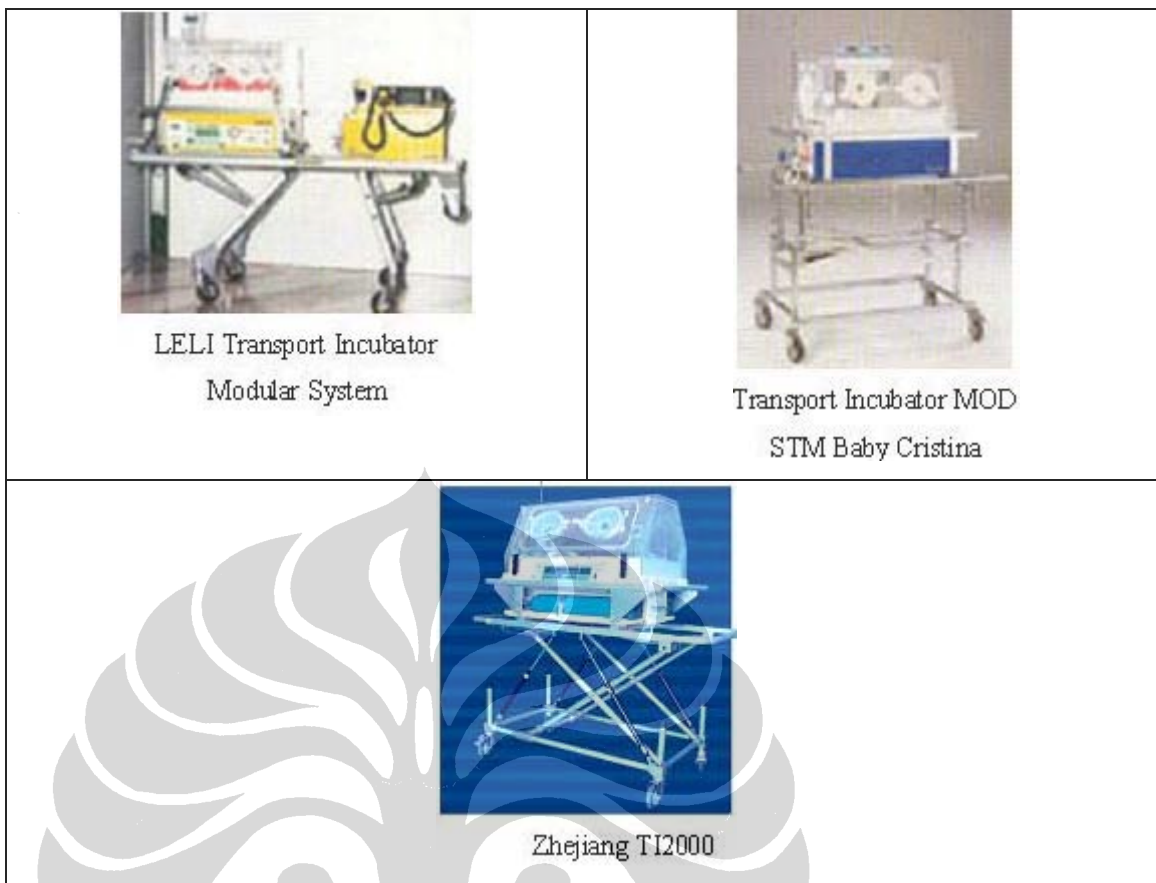 LELI Transport Incubator
Modular System
Transport Incubator MOD
STM Baby Cristina
Zhejiang TI2000